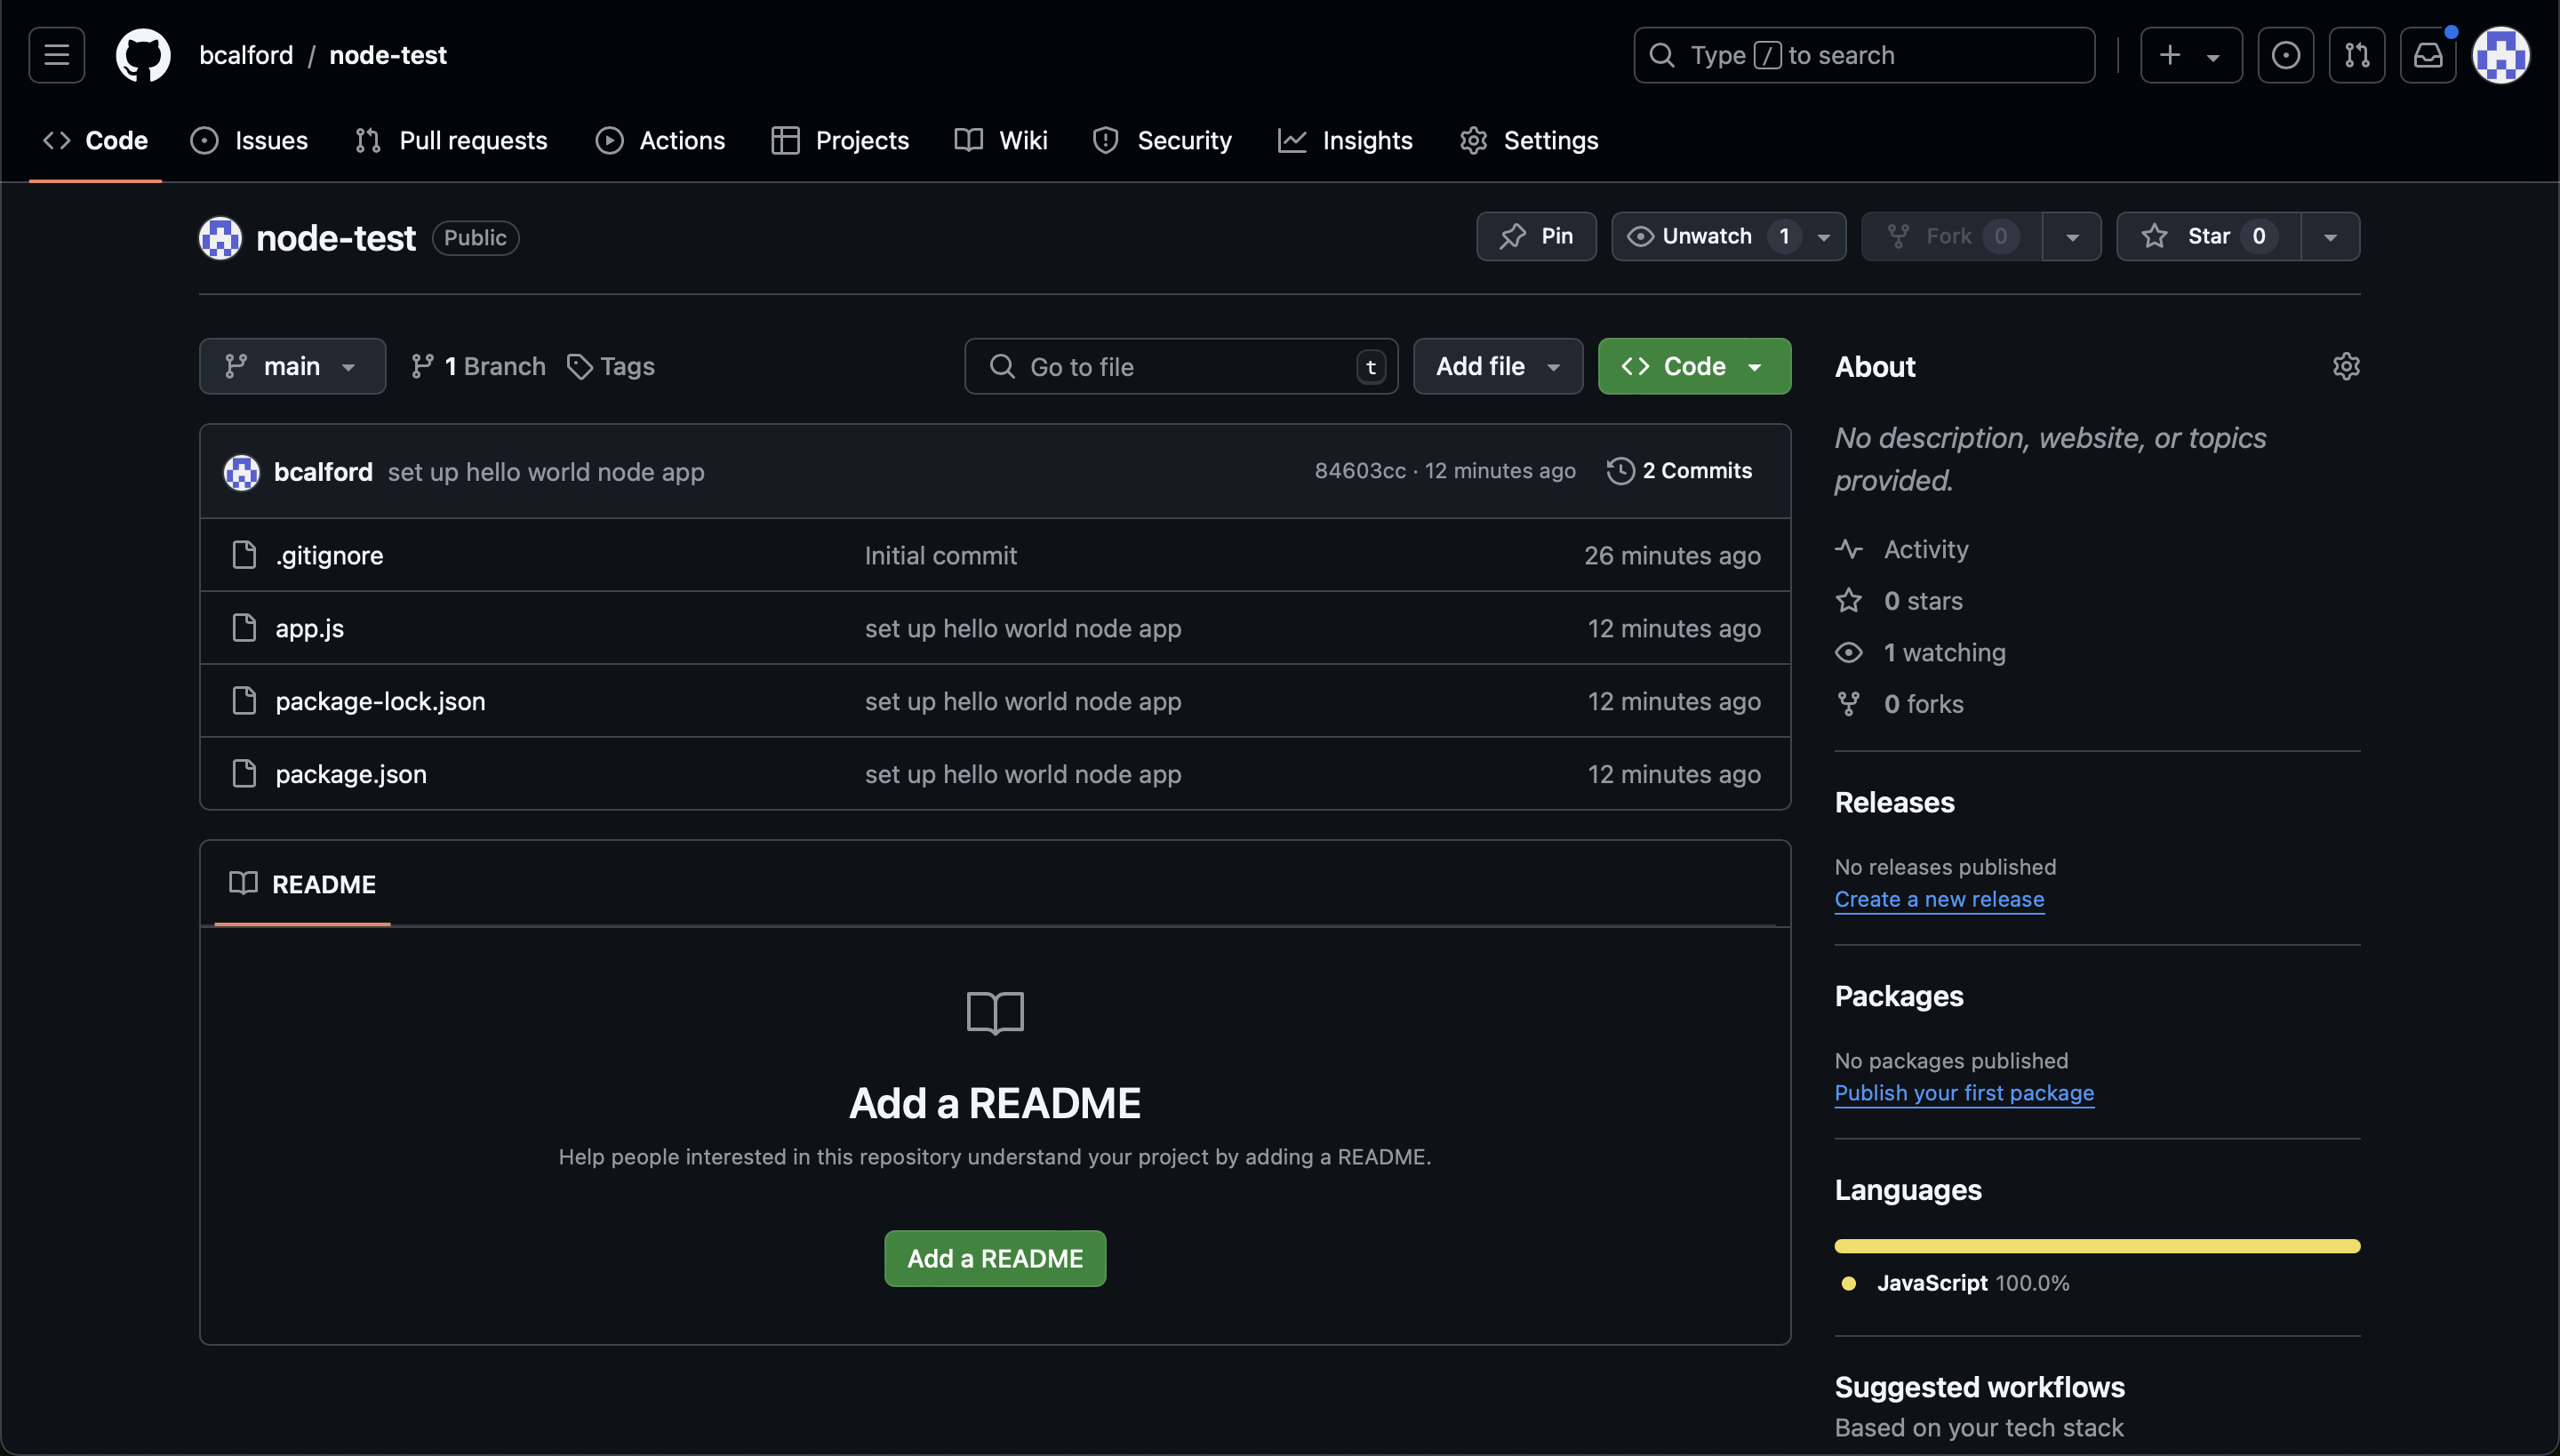 bcalford / node-test
Type / to search
Code Issues Pull requests Actions Projects Wiki Security Insights Settings
node-test Public
Pin Unwatch 1 Fork 0 Star 0
main 1 Branch Tags Go to file t Add file Code
bcalford set up hello world node app 84603cc · 12 minutes ago 2 Commits
.gitignore Initial commit 26 minutes ago
app.js set up hello world node app 12 minutes ago
package-lock.json set up hello world node app 12 minutes ago
package.json set up hello world node app 12 minutes ago
README
Add a README
Help people interested in this repository understand your project by adding a README.
Add a README
About
No description, website, or topics
provided.
Activity
0 stars
1 watching
0 forks
Releases
No releases published
Create a new release
Packages
No packages published
Publish your first package
Languages
JavaScript 100.0%
Suggested workflows
Based on your tech stack